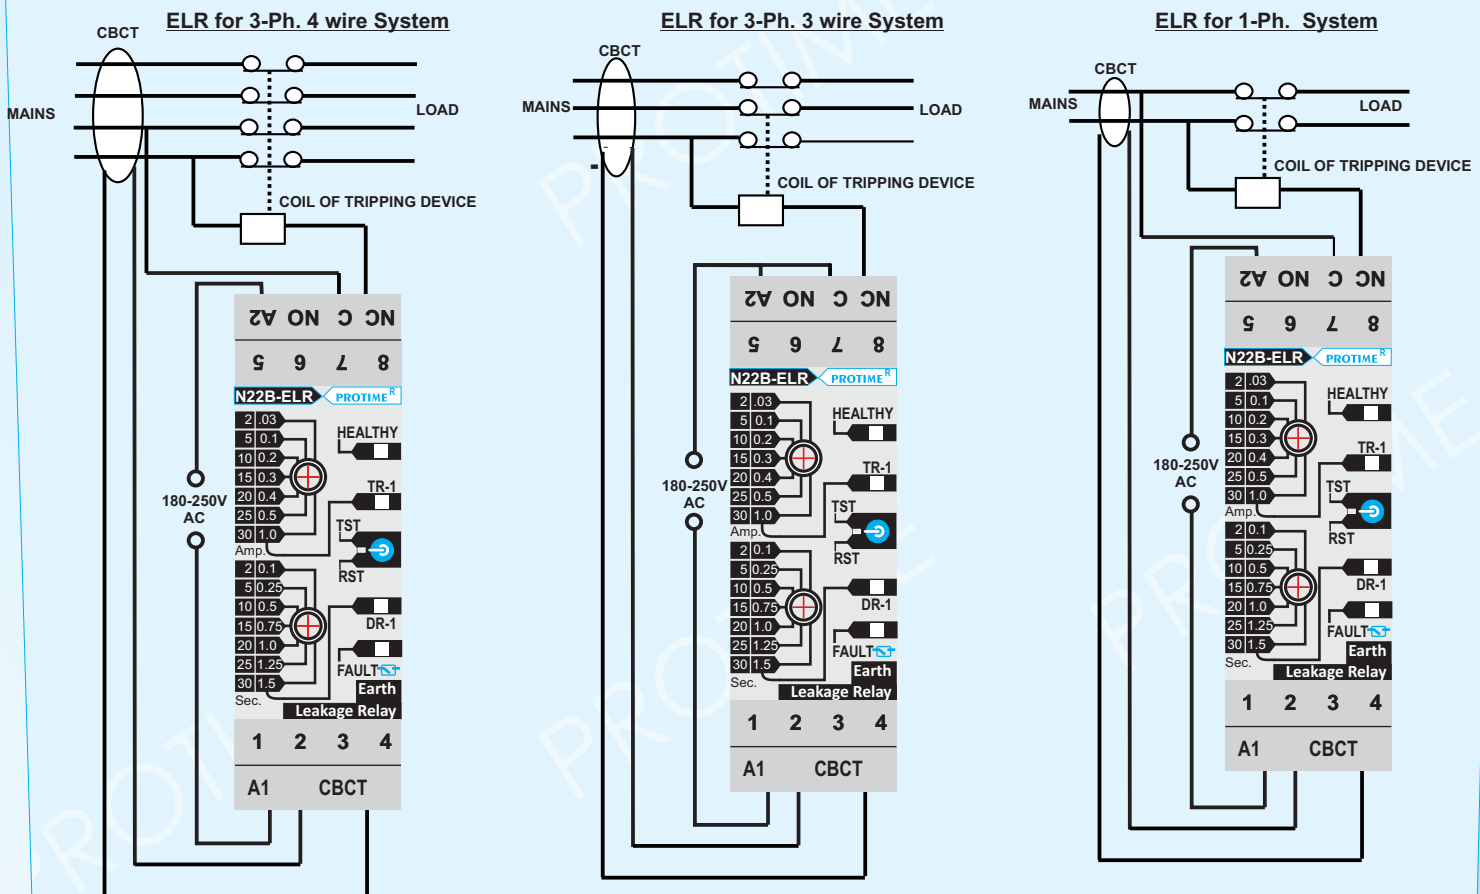 ELR for 3-Ph. 4 wire System
CBCT
MAINS
LOAD
COIL OF TRIPPING DEVICE
A2 NO C NC
5 6 7 8
N22B-ELR PROTIME R
2 .03
5 0.1
10 0.2
15 0.3
20 0.4
25 0.5
30 1.0
Amp.
HEALTHY
TR-1
TST
RST
180-250V
AC
2 0.1
5 0.25
10 0.5
15 0.75
20 1.0
25 1.25
30 1.5
Sec.
DR-1
FAULT
Earth
Leakage Relay
1 2 3 4
A1 CBCT
ELR for 3-Ph. 3 wire System
CBCT
MAINS
LOAD
COIL OF TRIPPING DEVICE
A2 NO C NC
5 6 7 8
N22B-ELR PROTIME R
2 .03
5 0.1
10 0.2
15 0.3
20 0.4
25 0.5
30 1.0
Amp.
HEALTHY
TR-1
TST
RST
180-250V
AC
2 0.1
5 0.25
10 0.5
15 0.75
20 1.0
25 1.25
30 1.5
Sec.
DR-1
FAULT
Earth
Leakage Relay
1 2 3 4
A1 CBCT
ELR for 1-Ph. System
CBCT
MAINS
LOAD
COIL OF TRIPPING DEVICE
A2 NO C NC
5 6 7 8
N22B-ELR PROTIME R
2 .03
5 0.1
10 0.2
15 0.3
20 0.4
25 0.5
30 1.0
Amp.
HEALTHY
TR-1
TST
RST
180-250V
AC
2 0.1
5 0.25
10 0.5
15 0.75
20 1.0
25 1.25
30 1.5
Sec.
DR-1
FAULT
Earth
Leakage Relay
1 2 3 4
A1 CBCT
PROTIME
PROTIME
PROTIME
PROTIME